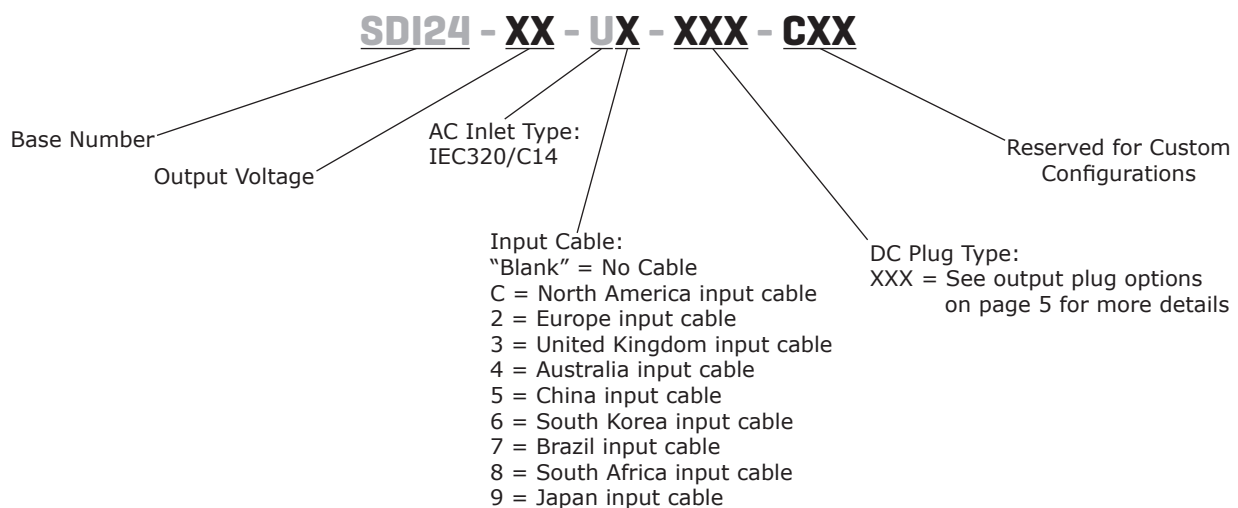 SDI24 - XX - UX - XXX - CXX
Base Number
Output Voltage
AC Inlet Type:
IEC320/C14
Input Cable:
“Blank” = No Cable
C = North America input cable
2 = Europe input cable
3 = United Kingdom input cable
4 = Australia input cable
5 = China input cable
6 = South Korea input cable
7 = Brazil input cable
8 = South Africa input cable
9 = Japan input cable
DC Plug Type:
XXX = See output plug options
on page 5 for more details
Reserved for Custom
Configurations